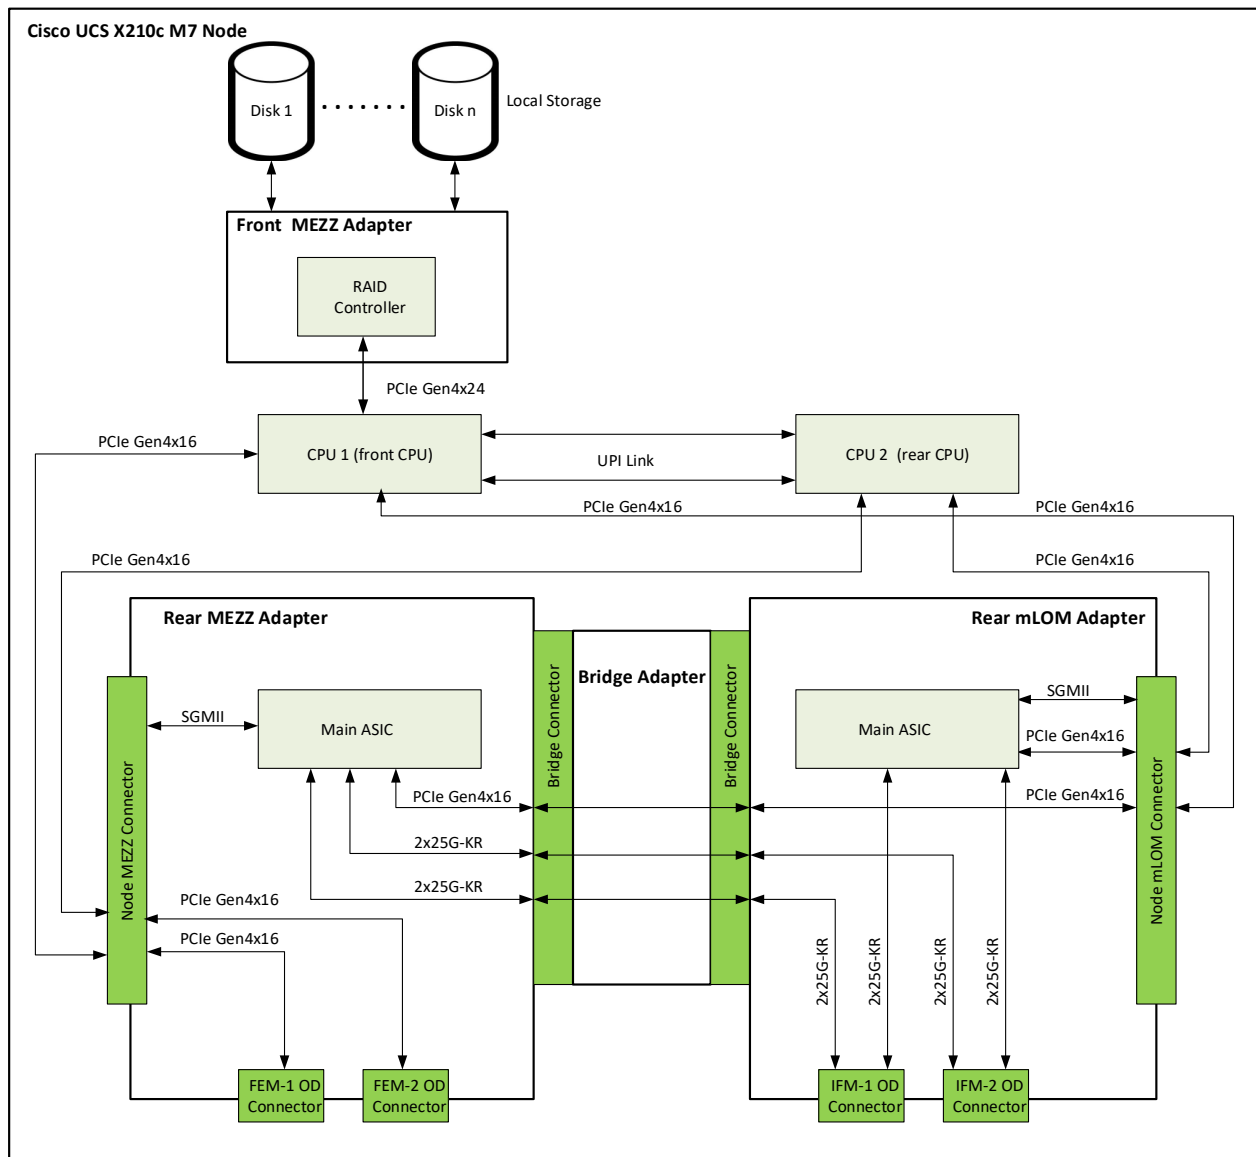 Cisco UCS X210c M7 Node
Disk 1
Disk n
Local Storage
Front MEZZ Adapter
RAID
Controller
PCIe Gen4x24
PCIe Gen4x16
CPU 1 (front CPU)
UPI Link
CPU 2 (rear CPU)
PCIe Gen4x16
PCIe Gen4x16
PCIe Gen4x16
PCIe Gen4x16
Rear MEZZ Adapter
Rear mLOM Adapter
Bridge Adapter
Bridge Connector
Bridge Connector
Node MEZZ Connector
Node mLOM Connector
SGMII
Main ASIC
Main ASIC
SGMII
PCIe Gen4x16
PCIe Gen4x16
PCIe Gen4x16
2x25G-KR
2x25G-KR
PCIe Gen4x16
PCIe Gen4x16
2x25G-KR
2x25G-KR
2x25G-KR
2x25G-KR
FEM-1 OD
Connector
FEM-2 OD
Connector
IFM-1 OD
Connector
IFM-2 OD
Connector